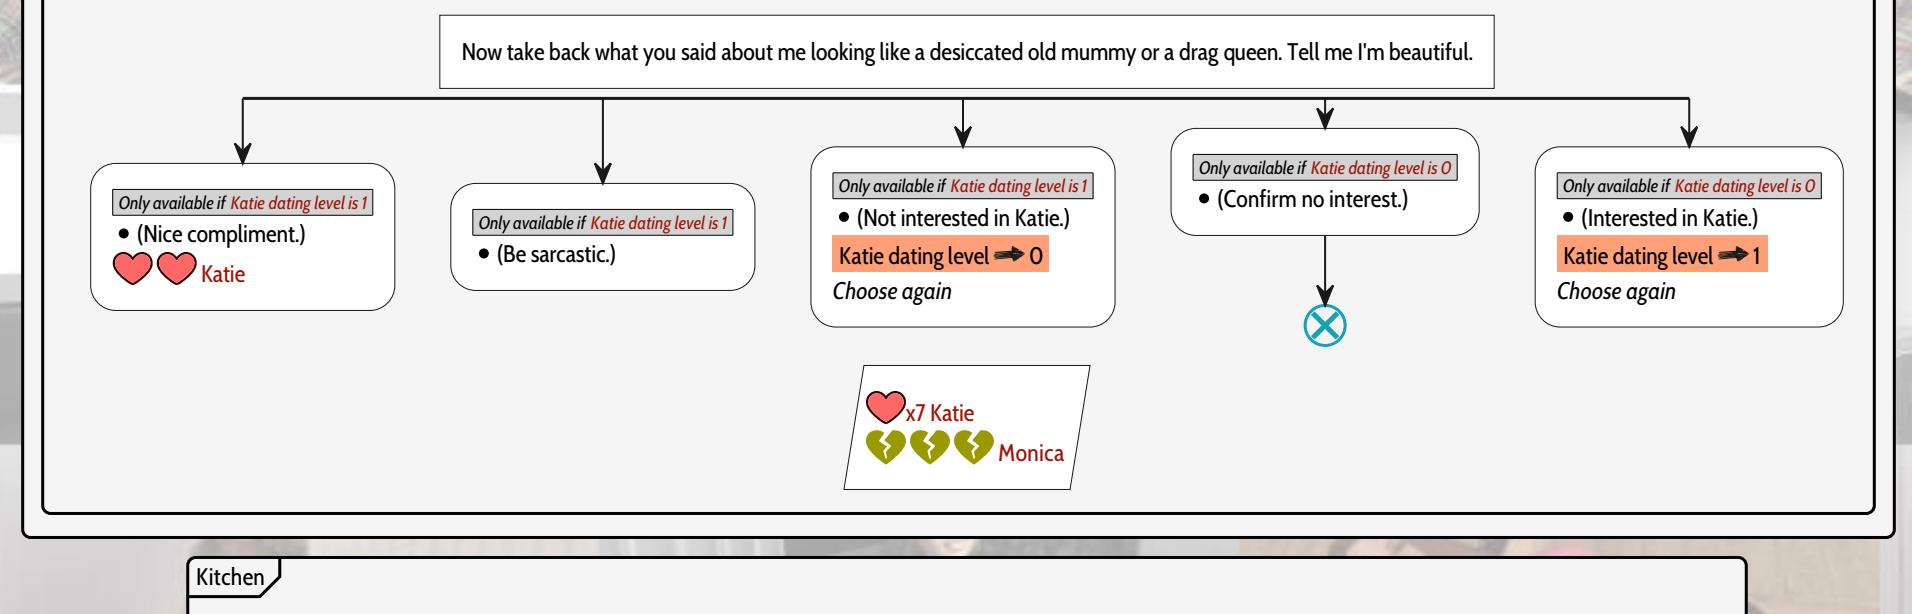 Now take back what you said about me looking like a desiccated old mummy or a drag queen. Tell me I'm beautiful.
Only available if Katie dating level is 1
• (Nice compliment.)
Katie
Only available if Katie dating level is 1
• (Be sarcastic.)
Only available if Katie dating level is 1
• (Not interested in Katie.)
Katie dating level ➔ 0
Choose again
Only available if Katie dating level is 0
• (Confirm no interest.)
Only available if Katie dating level is 0
• (Interested in Katie.)
Katie dating level ➔ 1
Choose again
x7 Katie
Monica
Kitchen